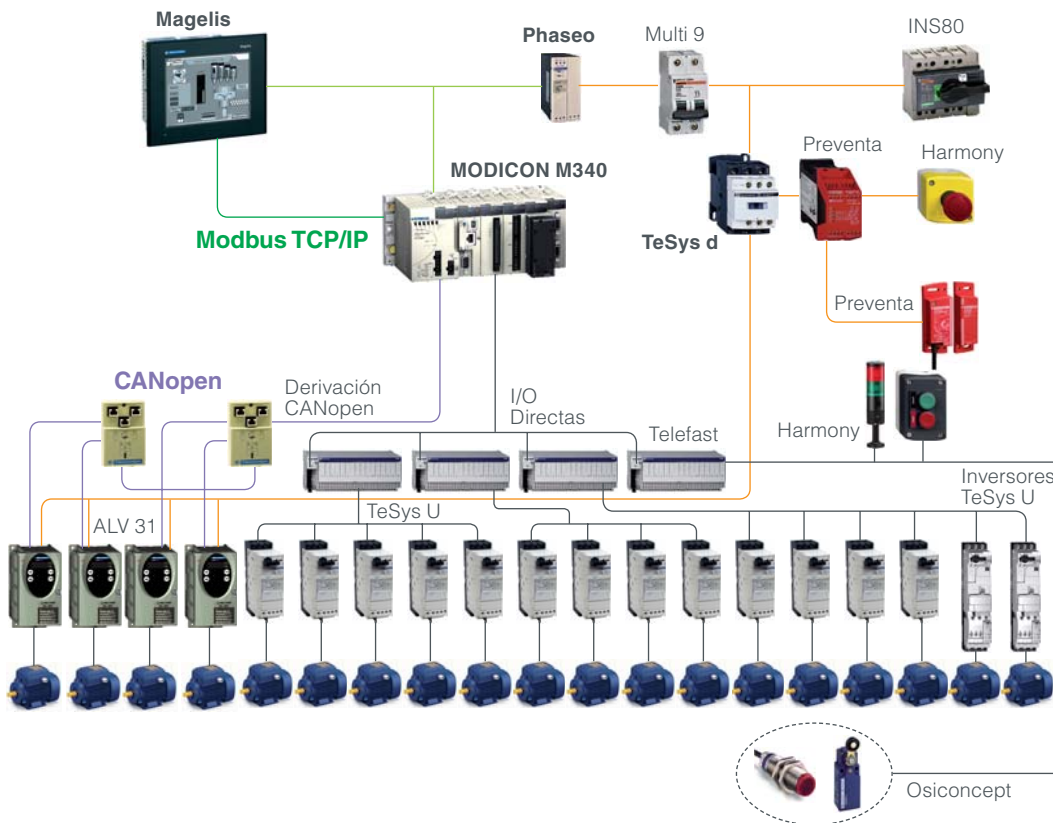 Magelis
Phaseo
Multi 9
INS80
MODICON M340
Preventa
Harmony
Modbus TCP/IP
TeSys d
Preventa
CANopen
Derivación
CANopen
I/O
Directas
Harmony
Telefast
Inversores
TeSys U
TeSys U
ALV 31
Osiconcept